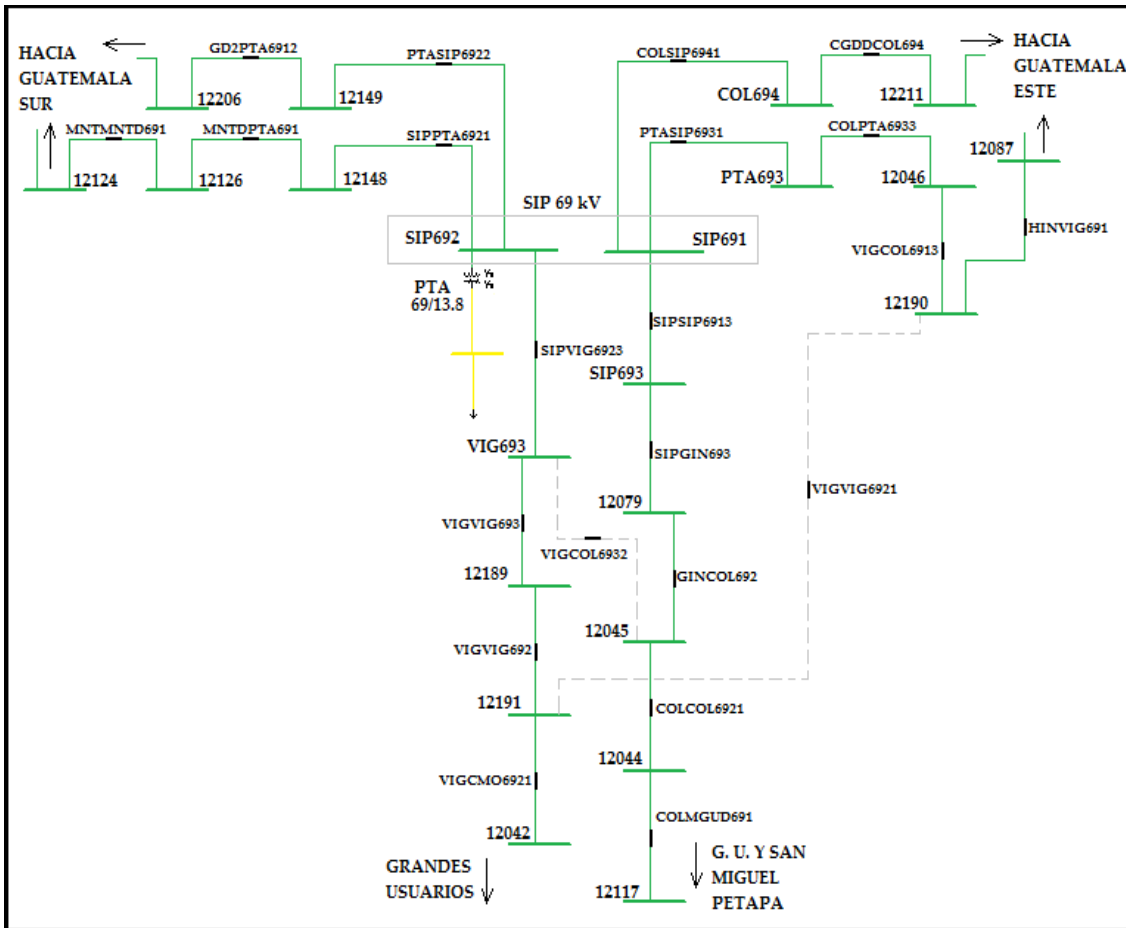 HACIA
GUATEMALA
SUR
GD2PTA6912
PTASIP6922
COLSIP6941
CGDDCOL694
HACIA
GUATEMALA
ESTE
12206
12149
COL694
12211
MNTMNTD691
MNTDPTA691
SIPPTA6921
PTASIP6931
COLPTA6933
12087
12124
12126
12148
PTA693
12046
SIP 69 kV
SIP692
SIP691
HINVIG691
VIGCOL6913
PTA
69/13.8
12190
SIPSIP6913
SIPVIG6923
SIP693
VIG693
SIPGIN693
VIGVIG6921
12079
VIGVIG693
VIGCOL6932
12189
GINCOL692
12045
VIGVIG692
12191
COLCOL6921
12044
VIGCMO6921
COLMGUD691
12042
GRANDES
USUARIOS
12117
G. U. Y SAN
MIGUEL
PETAPA